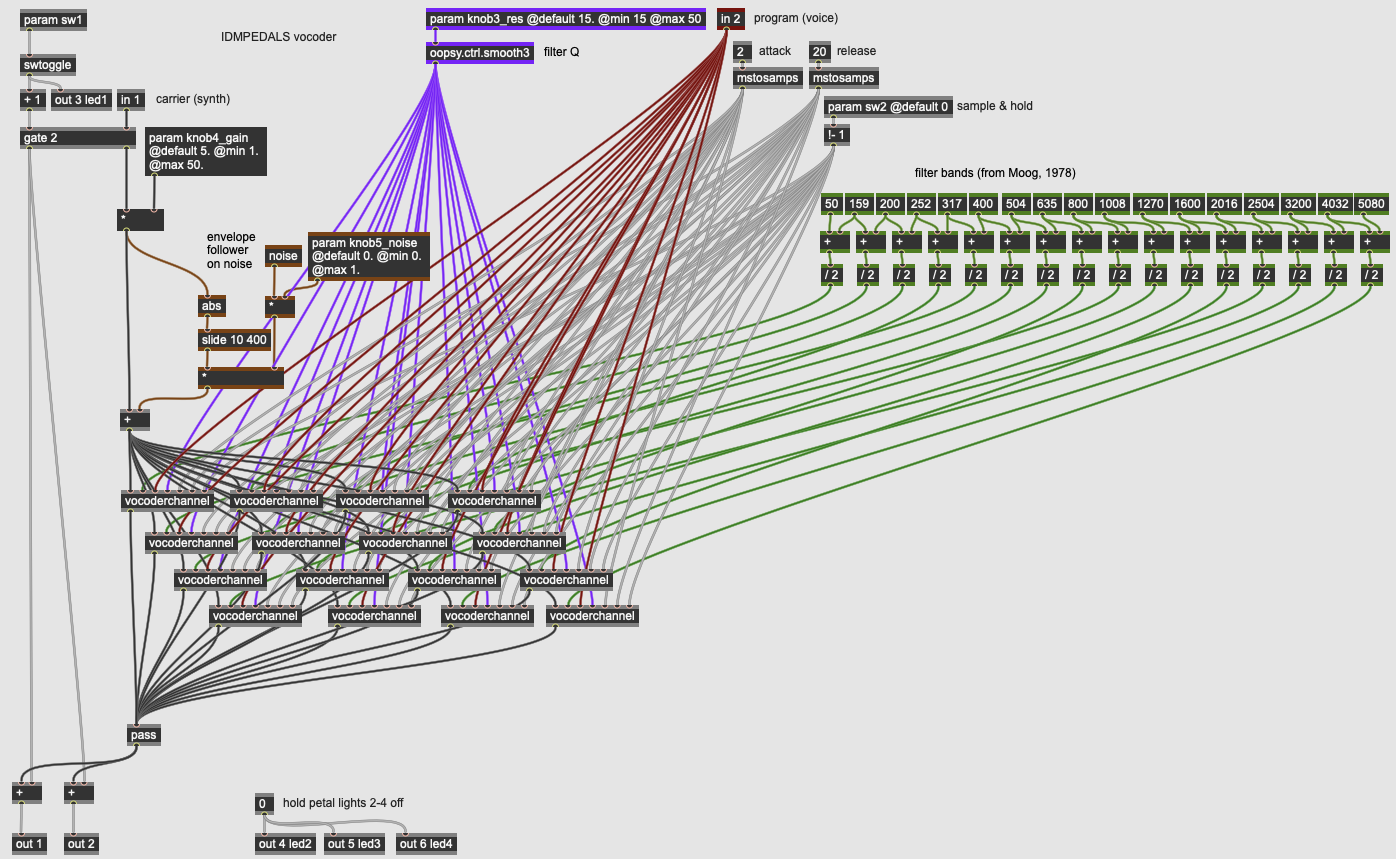 param sw1
IDMPEDALS vocoder
param knob3_res @default 15. @min 15 @max 50
in 2
program (voice)
swtoggle
oopsy.ctrl.smooth3
filter Q
2
attack
20
release
mstosamps
mstosamps
+ 1
out 3 led1
in 1
carrier (synth)
param sw2 @default 0
sample & hold
gate 2
param knob4_gain
@default 5. @min 1.
@max 50.
!- 1
filter bands (from Moog, 1978)
50 159 200 252 317 400 504 635 800 1008 1270 1600 2016 2504 3200 4032 5080
*
+ + + + + + + + + + + + + + + +
/ 2 / 2 / 2 / 2 / 2 / 2 / 2 / 2 / 2 / 2 / 2 / 2 / 2 / 2 / 2 / 2
envelope
follower
on noise
noise
param knob5_noise
@default 0. @min 0.
@max 1.
abs
*
slide 10 400
*
+
vocoderchannel vocoderchannel vocoderchannel vocoderchannel
vocoderchannel vocoderchannel vocoderchannel vocoderchannel
vocoderchannel vocoderchannel vocoderchannel vocoderchannel
vocoderchannel vocoderchannel vocoderchannel vocoderchannel
pass
+
+
0
hold petal lights 2-4 off
out 1
out 2
out 4 led2
out 5 led3
out 6 led4